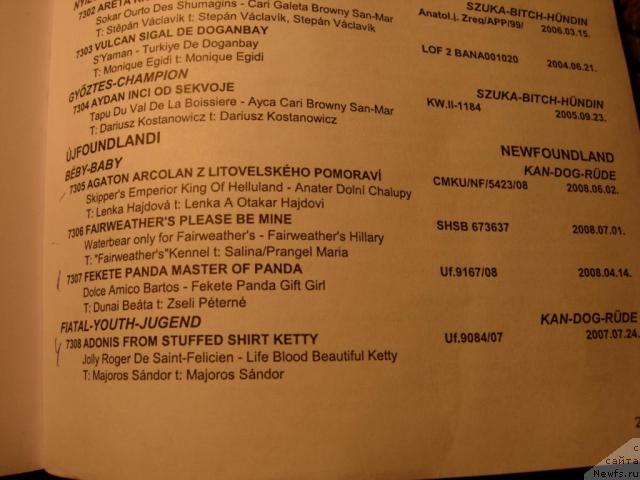 7302 ARETA
SZUKA-BITCH-HÜNDIN
Sokar Ourto Des Shumagins - Cari Galeta Browny San-Mar
Anatol.j. Zreq/APP/99/ 2006.03.15.
T: Stěpán Václavik t: Stepán, Stěpán Václavik
7303 VULCAN SIGAL DE DOGANBAY
LOF 2 BANA001020 2004.06.21.
S'Yaman - Turkiye De Doganbay
T: Monique Egidi t: Monique Egidi
GYŐZTES-CHAMPION
SZUKA-BITCH-HÜNDIN
7304 AYDAN INCI OD SEKVOJE
KW.II-1184 2005.09.23.
Tapu Du Val De La Boissiere - Ayca Cari Browny San-Mar
T: Dariusz Kostanowicz t: Dariusz Kostanowicz
ÚJFOUNDLANDI
NEWFOUNDLAND
BÉBY-BABY
KAN-DOG-RÜDE
7305 AGATON ARCOLAN Z LITOVELSKÉHO POMORAVÍ
CMKU/NF/5423/08 2008.06.02.
Skipper's Emperior King Of Helluland - Anater Dolní Chalupy
T: Lenka Hajdová t: Lenka A Otakar Hajdovi
7306 FAIRWEATHER'S PLEASE BE MINE
SHSB 673637 2008.07.01.
Waterbear only for Fairweather's - Fairweather's Hillary
T: "Fairweather's"Kennel t: Salina/Prangel Maria
7307 FEKETE PANDA MASTER OF PANDA
Uf.9167/08 2008.04.14.
Dolce Amico Bartos - Fekete Panda Gift Girl
T: Dunai Beáta t: Zseli Péterné
FIATAL-YOUTH-JUGEND
KAN-DOG-RÜDE
7308 ADONIS FROM STUFFED SHIRT KETTY
Uf.9084/07 2007.07.24.
Jolly Roger De Saint-Felicien - Life Blood Beautiful Ketty
T: Majoros Sándor t: Majoros Sándor
2
с
сайта
Newfs.ru